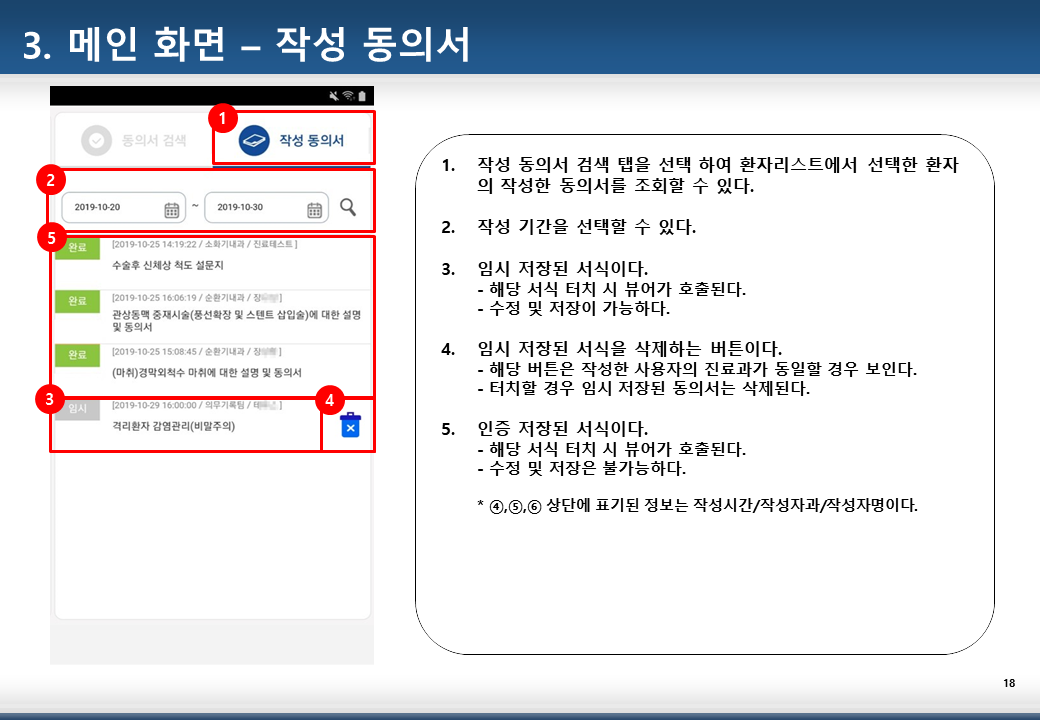 3. 메인 화면 – 작성 동의서
1
동의서 검색
작성 동의서
2
2019-10-20
~
2019-10-30
5
완료
[2019-10-25 14:19:22 / 소화기내과 / 진료테스트 ]
수술후 신체상 척도 설문지
완료
[2019-10-25 16:06:19 / 순환기내과 / 장
관상동맥 중재시술(풍선확장 및 스텐트 삽입술)에 대한 설명
및 동의서
완료
[2019-10-25 15:08:45 / 순환기내과 / 장
(마취)경막외척수 마취에 대한 설명 및 동의서
3
4
임시
[2019-10-29 16:00:00 / 의무기록팀 / 테
격리환자 감염관리(비말주의)
1. 작성 동의서 검색 탭을 선택 하여 환자리스트에서 선택한 환자
의 작성한 동의서를 조회할 수 있다.
2. 작성 기간을 선택할 수 있다.
3. 임시 저장된 서식이다.
- 해당 서식 터치 시 뷰어가 호출된다.
- 수정 및 저장이 가능하다.
4. 임시 저장된 서식을 삭제하는 버튼이다.
- 해당 버튼은 작성한 사용자의 진료과가 동일할 경우 보인다.
- 터치할 경우 임시 저장된 동의서는 삭제된다.
5. 인증 저장된 서식이다.
- 해당 서식 터치 시 뷰어가 호출된다.
- 수정 및 저장은 불가능하다.
* ④,⑤,⑥ 상단에 표기된 정보는 작성시간/작성자과/작성자명이다.
18